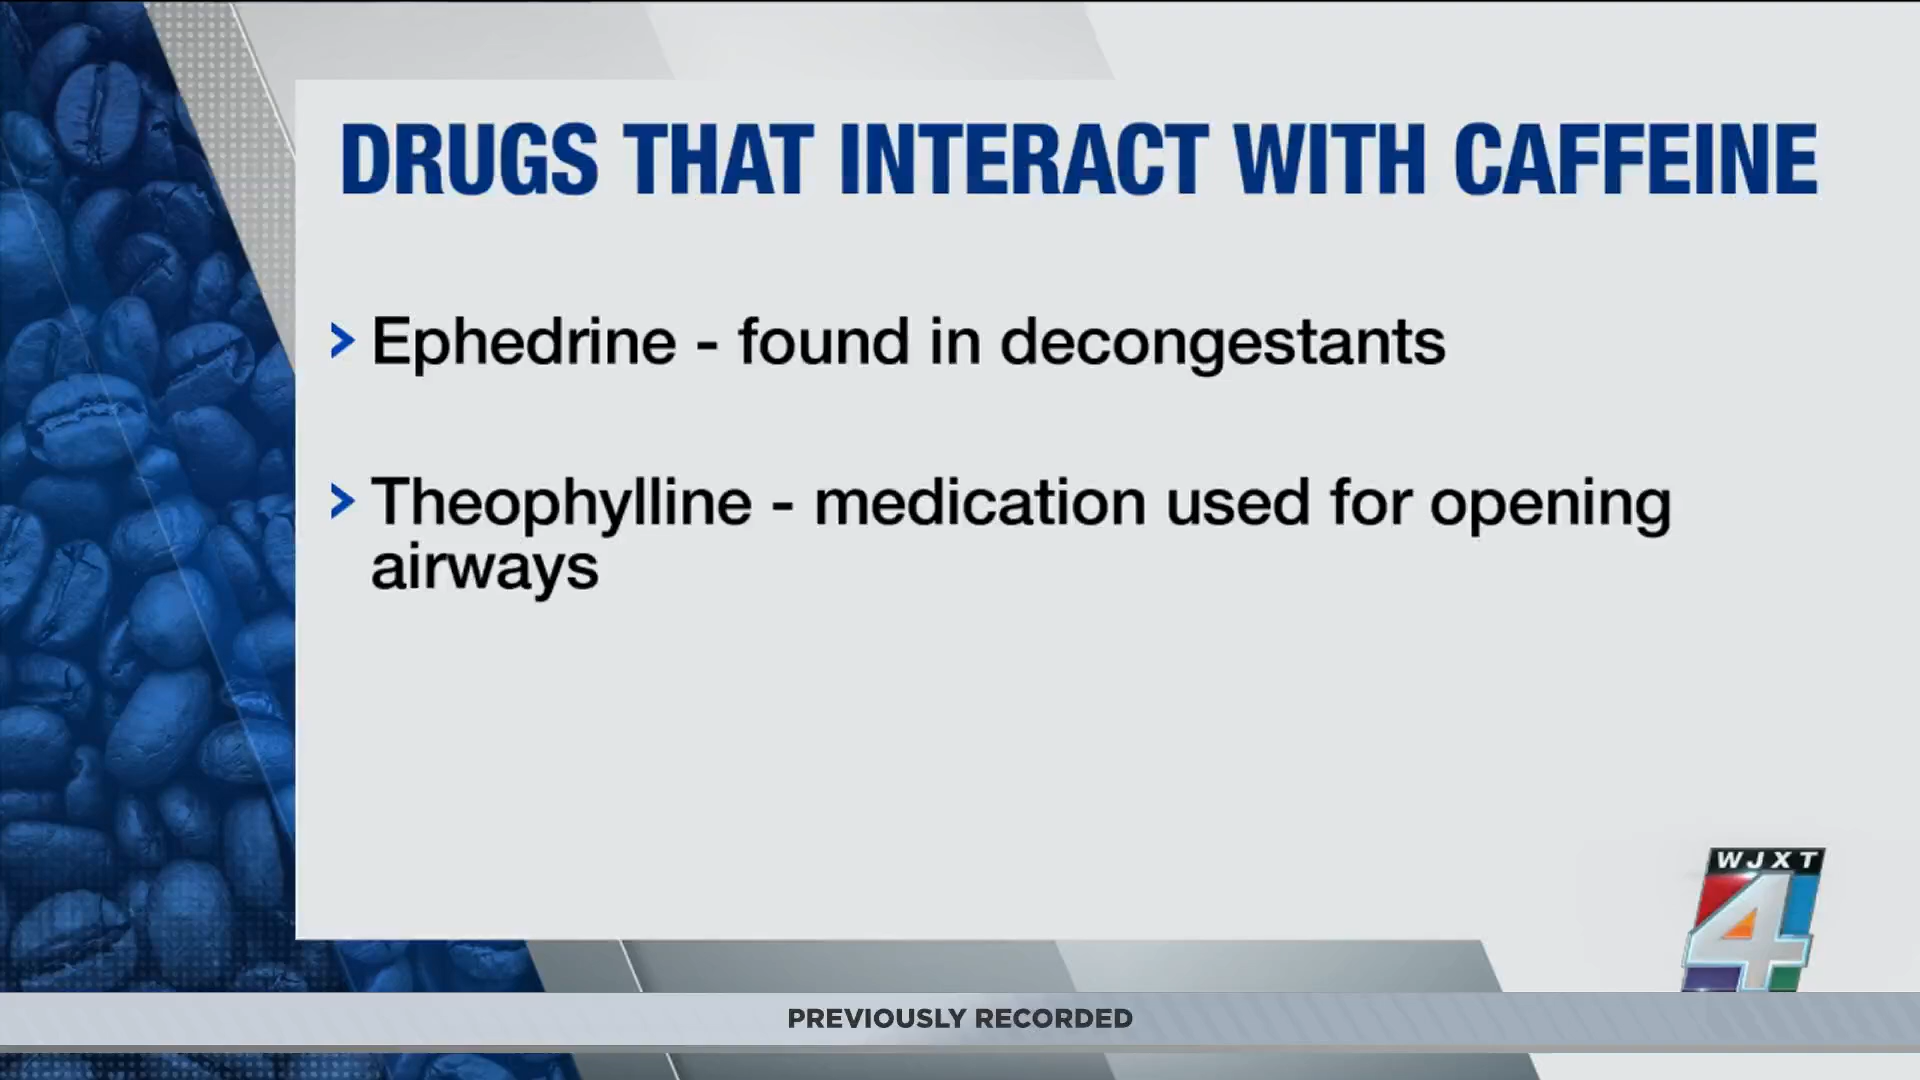 DRUGS THAT INTERACT WITH CAFFEINE
> Ephedrine - found in decongestants
> Theophylline - medication used for opening
airways
WJXT
4
PREVIOUSLY RECORDED